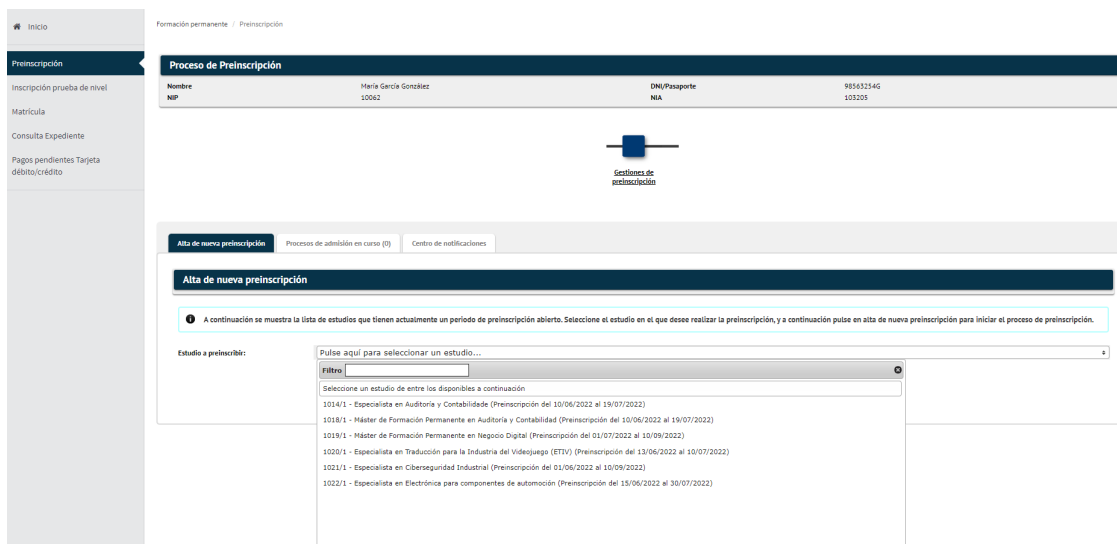 Inicio
Preinscripción
Inscripción prueba de nivel
Matrícula
Consulta Expediente
Pagos pendientes Tarjeta
débito/crédito
Formación permanente / Preinscripción
Proceso de Preinscripción
Nombre María García González DNI/Pasaporte 98563254G
NIP 10062 NIA 103205
Gestiones de
preinscripción
Alta de nueva preinscripción Procesos de admisión en curso (0) Centro de notificaciones
Alta de nueva preinscripción
A continuación se muestra la lista de estudios que tienen actualmente un periodo de preinscripción abierto. Seleccione el estudio en el que desee realizar la preinscripción, y a continuación pulse en alta de nueva preinscripción para iniciar el proceso de preinscripción.
Estudio a preinscribir: Pulse aquí para seleccionar un estudio...
Filtro
Seleccione un estudio de entre los disponibles a continuación
1014/1 - Especialista en Auditoría y Contabilidade (Preinscripción del 10/06/2022 al 19/07/2022)
1018/1 - Máster de Formación Permanente en Auditoría y Contabilidad (Preinscripción del 10/06/2022 al 19/07/2022)
1019/1 - Máster de Formación Permanente en Negocio Digital (Preinscripción del 01/07/2022 al 10/09/2022)
1020/1 - Especialista en Traducción para la Industria del Videojuego (ETIV) (Preinscripción del 13/06/2022 al 10/07/2022)
1021/1 - Especialista en Ciberseguridad Industrial (Preinscripción del 01/06/2022 al 10/09/2022)
1022/1 - Especialista en Electrónica para componentes de automoción (Preinscripción del 15/06/2022 al 30/07/2022)